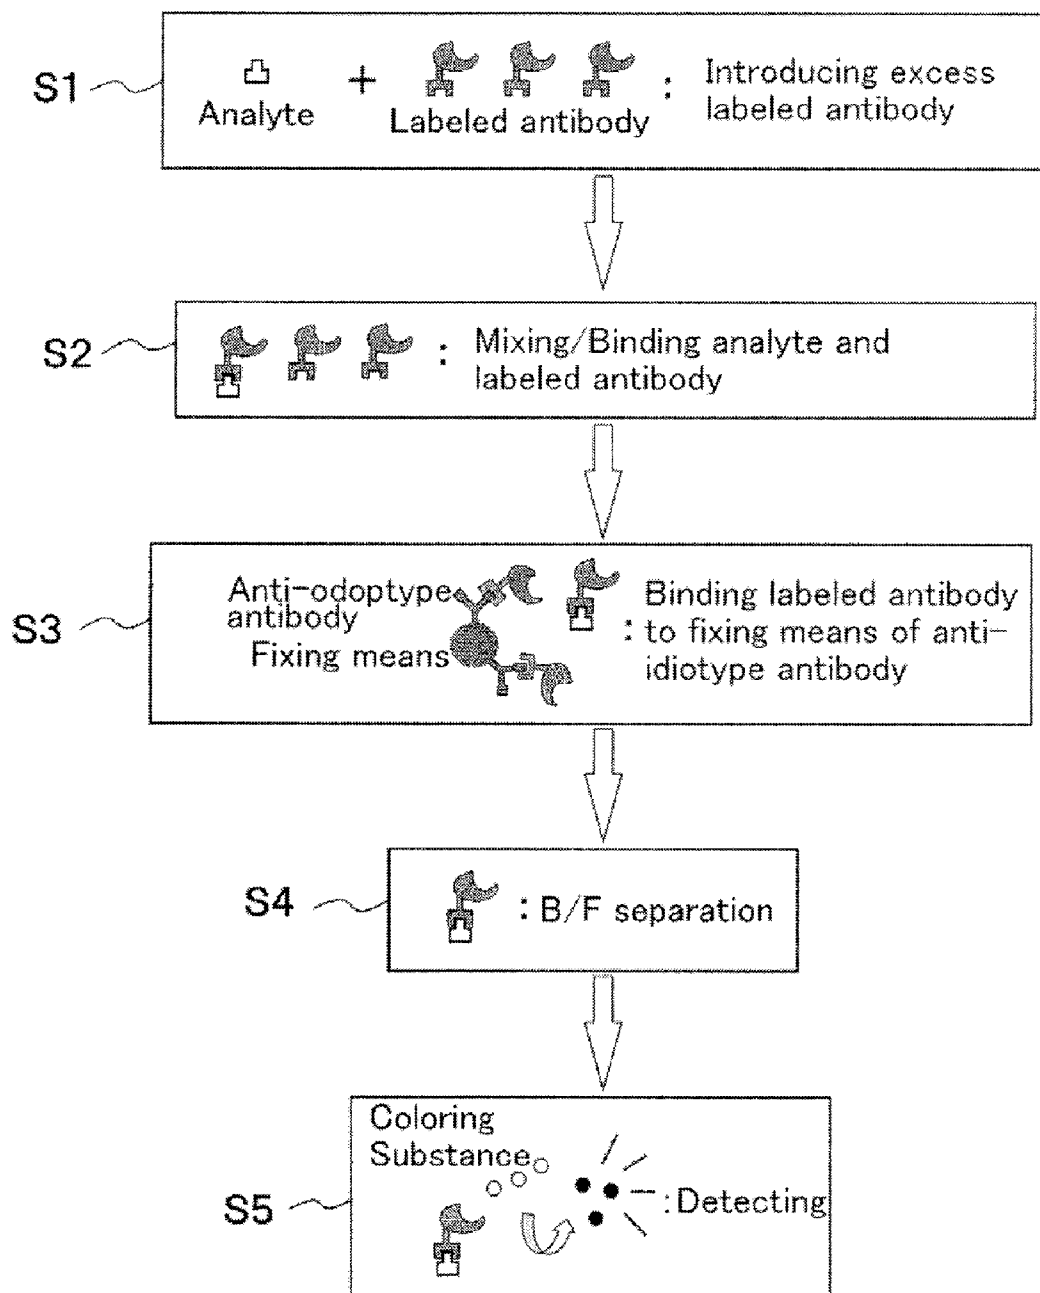 S1
Analyte
+
Labeled antibody
: Introducing excess
labeled antibody
S2
: Mixing/Binding analyte and
labeled antibody
S3
Anti-odoptype
antibody
Fixing means
Binding labeled antibody
: to fixing means of anti-
idiotype antibody
S4
: B/F separation
S5
Coloring
Substance
: Detecting